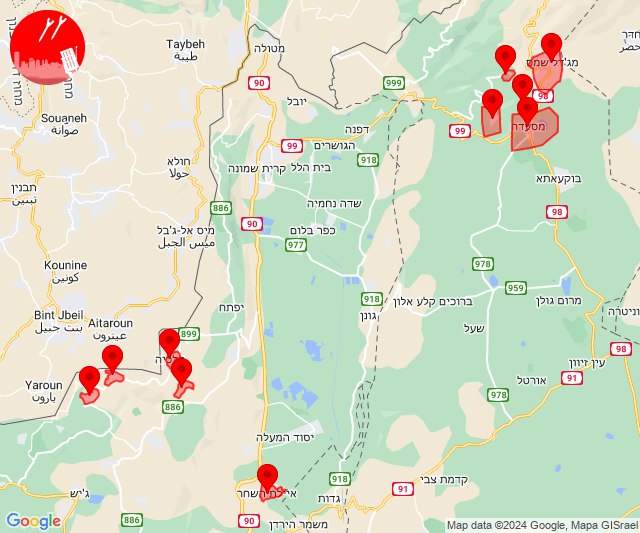 Taybeh
طيبة
מטולה
90
999
מג'דל שמס
98
יובל
Souaneh
صوانة
דפנה
99
99
מסעדה
הגושרים
918
חולא
حولا
קרית שמונה
בית הלל
בוקעאתא
תבנין
تبنين
886
שדה נחמיה
90
98
מיס אל-ג'בל
ميس الجبل
כפר בלום
977
Kounine
كونين
978
959
918
ברוכים קלע אלון
מרום גולן
יפתח
גונן
Bint Jbeil
بنت جبيل
Aitaroun
عيترون
899
שעל
98
עין זיוון
91
אורטל
Yaroun
يارون
886
978
יסוד המעלה
918
קדמת צבי
ג'יש
גדות
91
886
90
משמר הירדן
Google
Map data ©2024 Google, Mapa GISrael